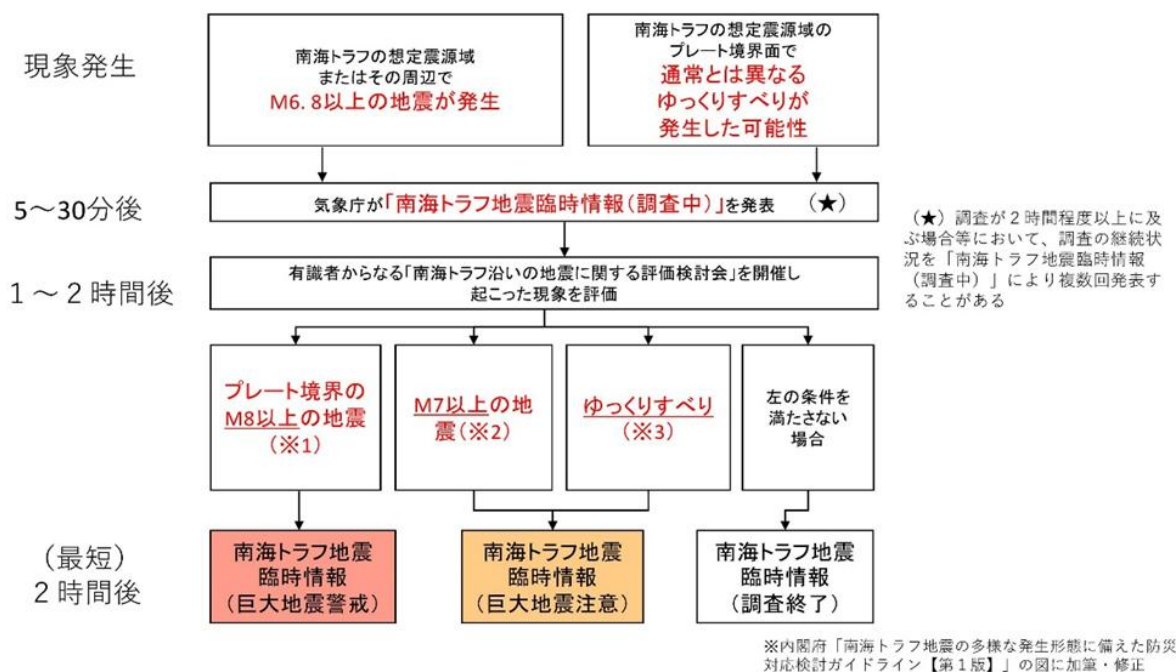 現象発生
南海トラフの想定震源域
またはその周辺で
M6.8以上の地震が発生
南海トラフの想定震源域の
プレート境界面で
通常とは異なる
ゆっくりすべりが
発生した可能性
5～30分後
気象庁が「南海トラフ地震臨時情報(調査中)」を発表　(★)
(★)調査が2時間程度以上に及
ぶ場合等において、調査の継続状
況を「南海トラフ地震臨時情報
(調査中)」により複数回発表す
ることがある
1～2時間後
有識者からなる「南海トラフ沿いの地震に関する評価検討会」を開催し
起こった現象を評価
プレート境界の
M8以上の地震
(※1)
M7以上の地
震(※2)
ゆっくりすべり
(※3)
左の条件を
満たさない
場合
(最短)
2時間後
南海トラフ地震
臨時情報
(巨大地震警戒)
南海トラフ地震
臨時情報
(巨大地震注意)
南海トラフ地震
臨時情報
(調査終了)
※内閣府「南海トラフ地震の多様な発生形態に備えた防災
対応検討ガイドライン【第1版】」の図に加筆・修正